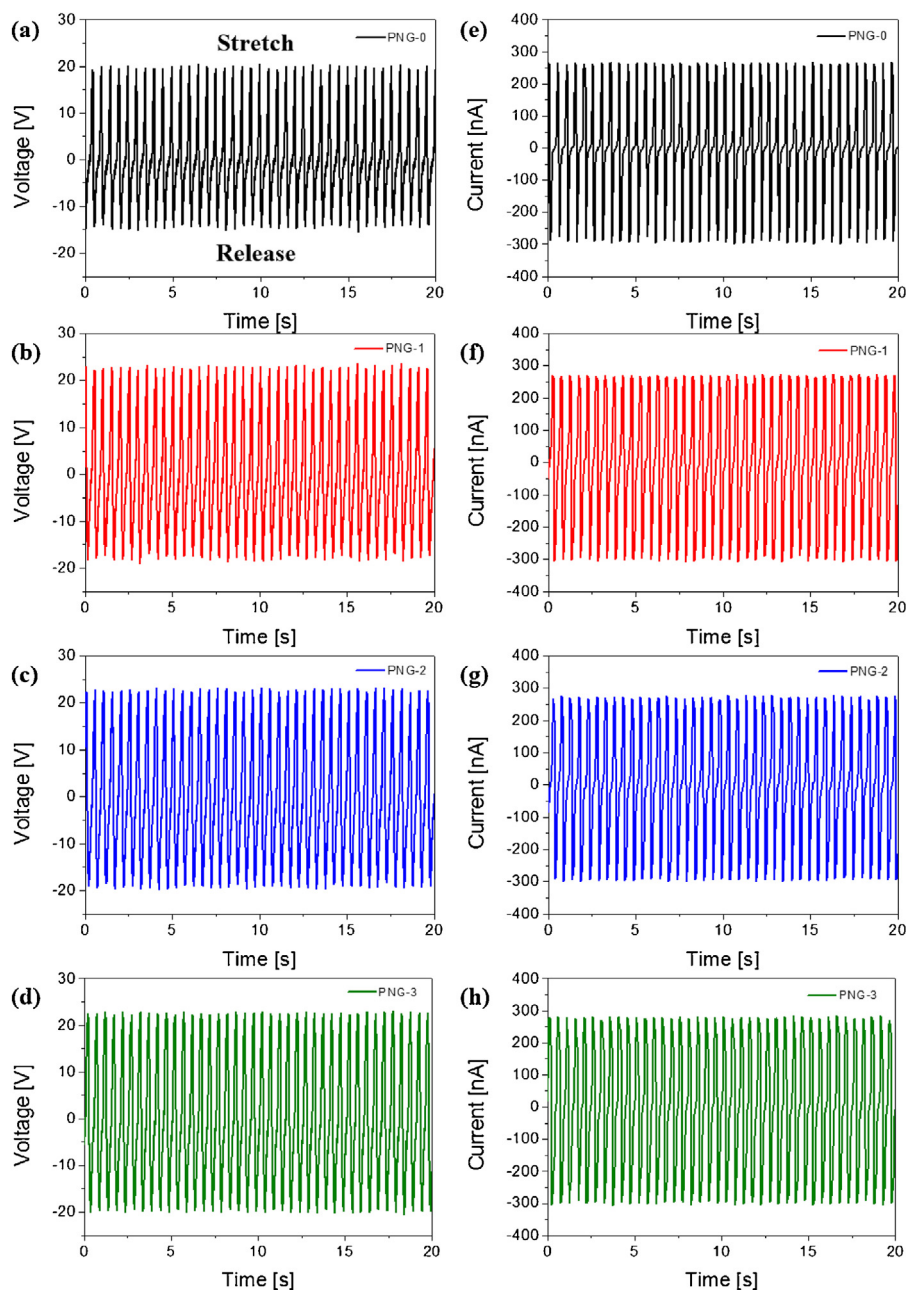 (a)
Stretch
PNG-0
Release
Voltage [V]
30
20
10
0
-10
-20
0
5
10
15
20
Time [s]
(e)
PNG-0
Current [nA]
400
300
200
100
0
-100
-200
-300
-400
0
5
10
15
20
Time [s]
(b)
PNG-1
Voltage [V]
30
20
10
0
-10
-20
0
5
10
15
20
Time [s]
(f)
PNG-1
Current [nA]
400
300
200
100
0
-100
-200
-300
-400
0
5
10
15
20
Time [s]
(c)
PNG-2
Voltage [V]
30
20
10
0
-10
-20
0
5
10
15
20
Time [s]
(g)
PNG-2
Current [nA]
400
300
200
100
0
-100
-200
-300
-400
0
5
10
15
20
Time [s]
(d)
PNG-3
Voltage [V]
30
20
10
0
-10
-20
0
5
10
15
20
Time [s]
(h)
PNG-3
Current [nA]
400
300
200
100
0
-100
-200
-300
-400
0
5
10
15
20
Time [s]